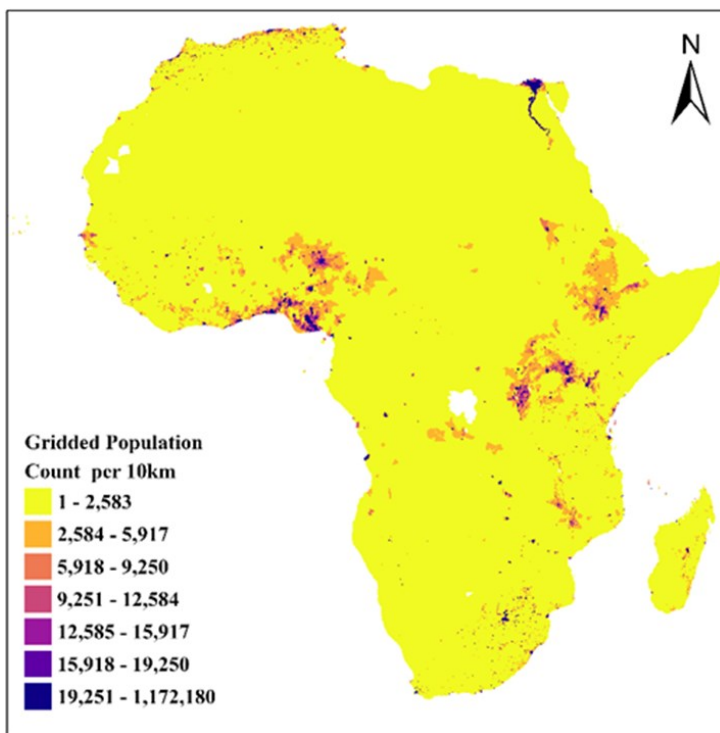 N
Gridded Population
Count per 10km
1 - 2,583
2,584 - 5,917
5,918 - 9,250
9,251 - 12,584
12,585 - 15,917
15,918 - 19,250
19,251 - 1,172,180